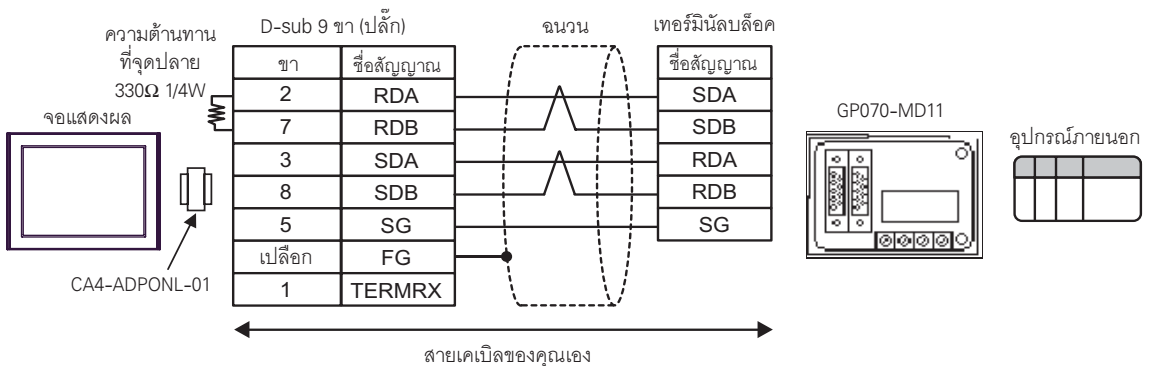 D-sub 9 ขา (ปลั๊ก)
ฉนวน
เทอร์มินัลบล็อค
ความต้านทาน
ที่จุดปลาย
330Ω 1/4W
ขา ชื่อสัญญาณ ชื่อสัญญาณ
2 RDA SDA
7 RDB SDB
3 SDA RDA
8 SDB RDB
5 SG SG
เปลือก FG
1 TERMRX
จอแสดงผล
CA4-ADPONL-01
GP070-MD11
อุปกรณ์ภายนอก
สายเคเบิลของคุณเอง